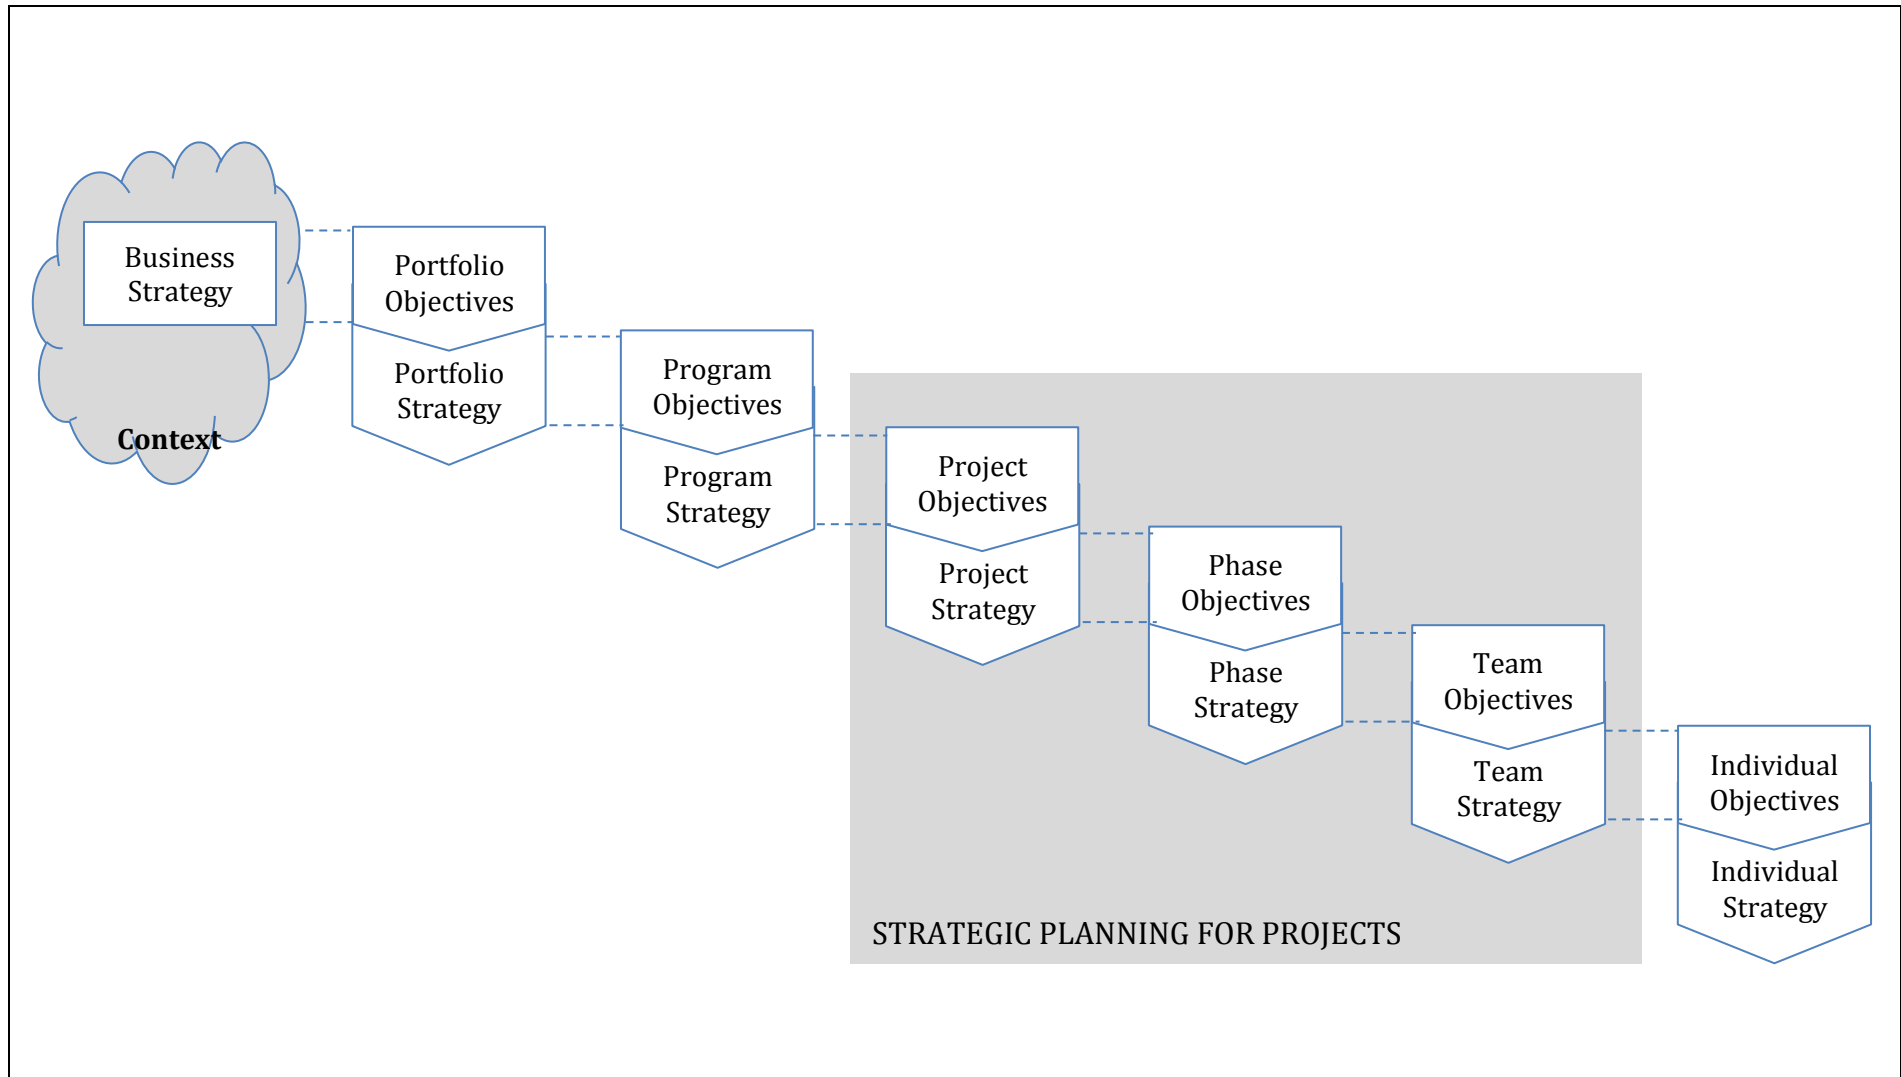 Business
Strategy
Context
Portfolio
Objectives
Portfolio
Strategy
Program
Objectives
Program
Strategy
Project
Objectives
Project
Strategy
Phase
Objectives
Phase
Strategy
Team
Objectives
Team
Strategy
Individual
Objectives
Individual
Strategy
STRATEGIC PLANNING FOR PROJECTS